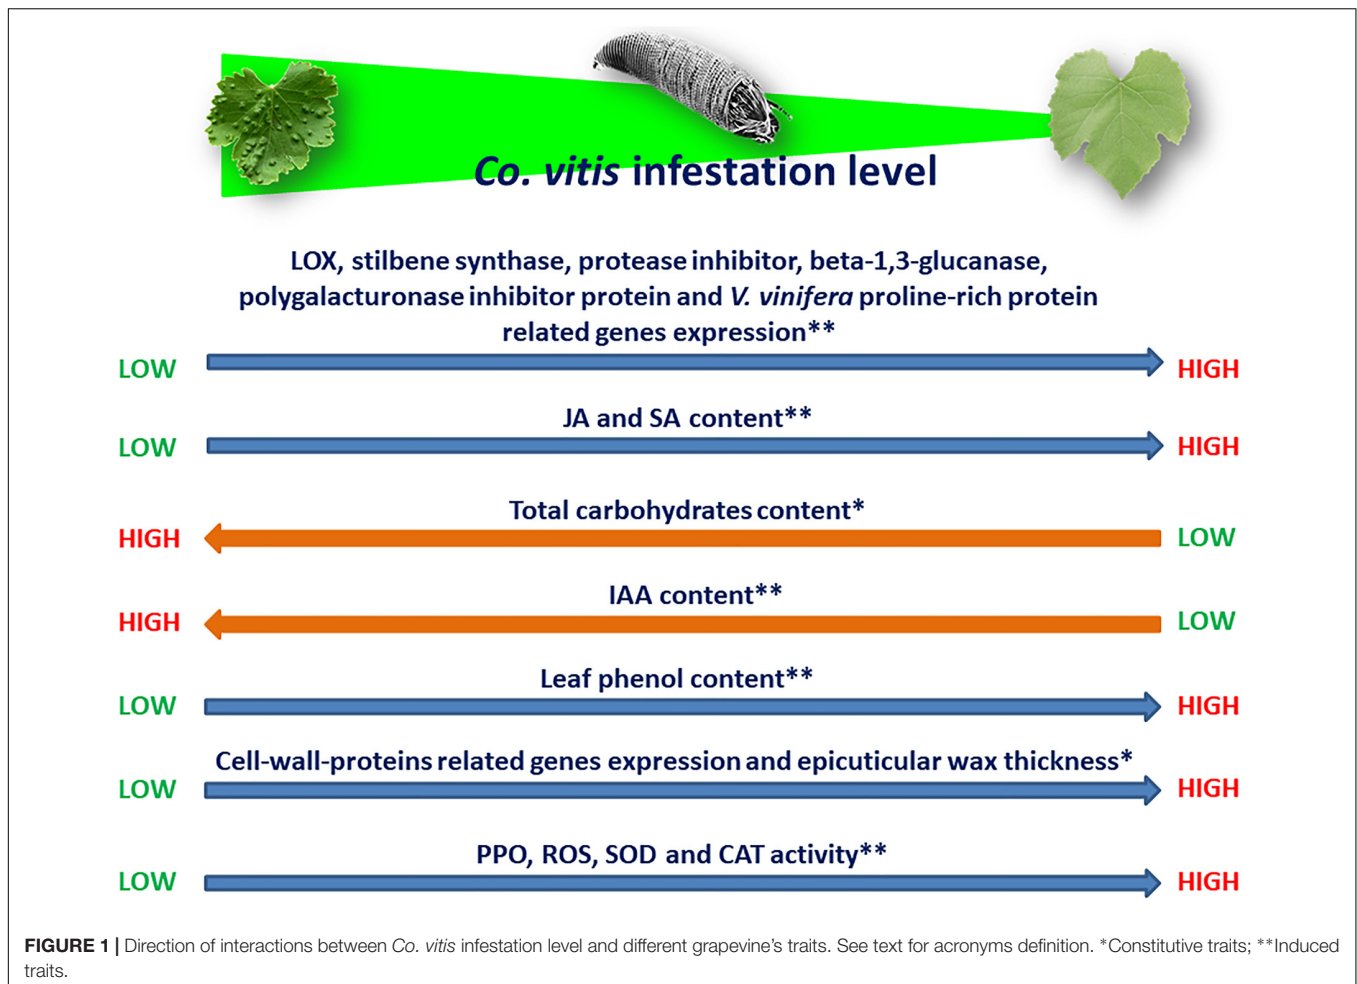 Co. vitis infestation level
LOX, stilbene synthase, protease inhibitor, beta-1,3-glucanase,
polygalacturonase inhibitor protein and V. vinifera proline-rich protein
related genes expression**
LOW HIGH
JA and SA content**
LOW HIGH
Total carbohydrates content*
HIGH LOW
IAA content**
HIGH LOW
Leaf phenol content**
LOW HIGH
Cell-wall-proteins related genes expression and epicuticular wax thickness*
LOW HIGH
PPO, ROS, SOD and CAT activity**
LOW HIGH
FIGURE 1 | Direction of interactions between Co. vitis infestation level and different grapevine's traits. See text for acronyms definition. *Constitutive traits; **Induced
traits.